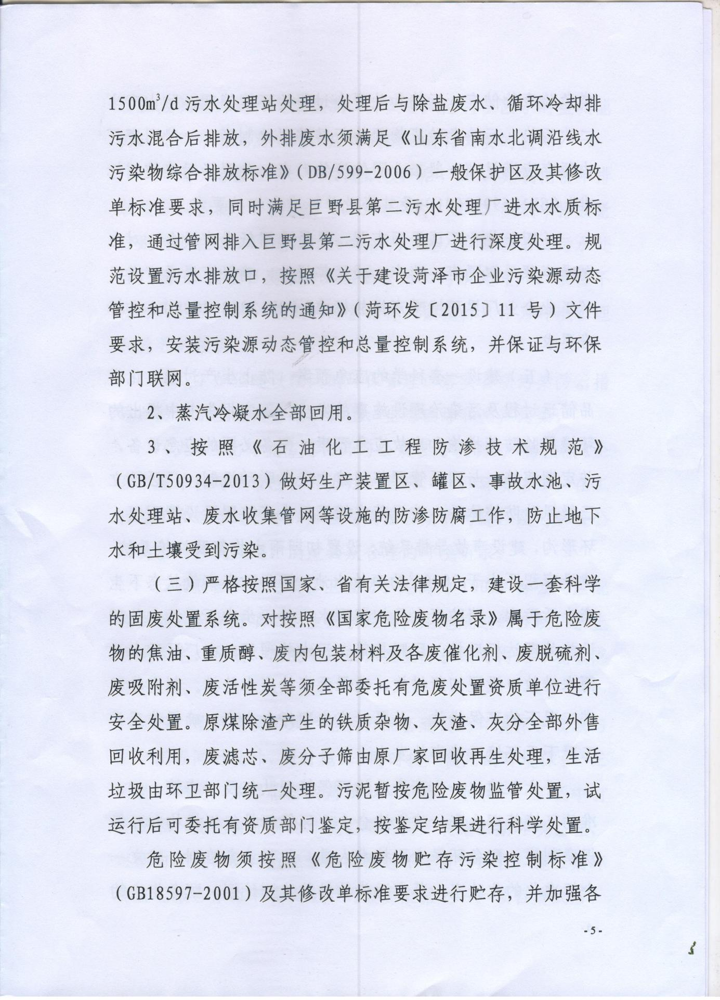 1500m³/d 污水处理站处理，处理后与除盐废水、循环冷却排
污水混合后排放，外排废水须满足《山东省南水北调沿线水
污染物综合排放标准》（DB/599-2006）一般保护区及其修改
单标准要求，同时满足巨野县第二污水处理厂进水水质标
准，通过管网排入巨野县第二污水处理厂进行深度处理。规
范设置污水排放口，按照《关于建设菏泽市企业污染源动态
管控和总量控制系统的通知》（菏环发〔2015〕11 号）文件
要求，安装污染源动态管控和总量控制系统，并保证与环保
部门联网。
2、蒸汽冷凝水全部回用。
3、按照《石油化工工程防渗技术规范》
（GB/T50934-2013）做好生产装置区、罐区、事故水池、污
水处理站、废水收集管网等设施的防渗防腐工作，防止地下
水和土壤受到污染。
（三）严格按照国家、省有关法律规定，建设一套科学
的固废处置系统。对按照《国家危险废物名录》属于危险废
物的焦油、重质醇、废内包装材料及各废催化剂、废脱硫剂、
废吸附剂、废活性炭等须全部委托有危废处置资质单位进行
安全处置。原煤除渣产生的铁质杂物、灰渣、灰分全部外售
回收利用，废滤芯、废分子筛由原厂家回收再生处理，生活
垃圾由环卫部门统一处理。污泥暂按危险废物监管处置，试
运行后可委托有资质部门鉴定，按鉴定结果进行科学处置。
危险废物须按照《危险废物贮存污染控制标准》
（GB18597-2001）及其修改单标准要求进行贮存，并加强各
-5-